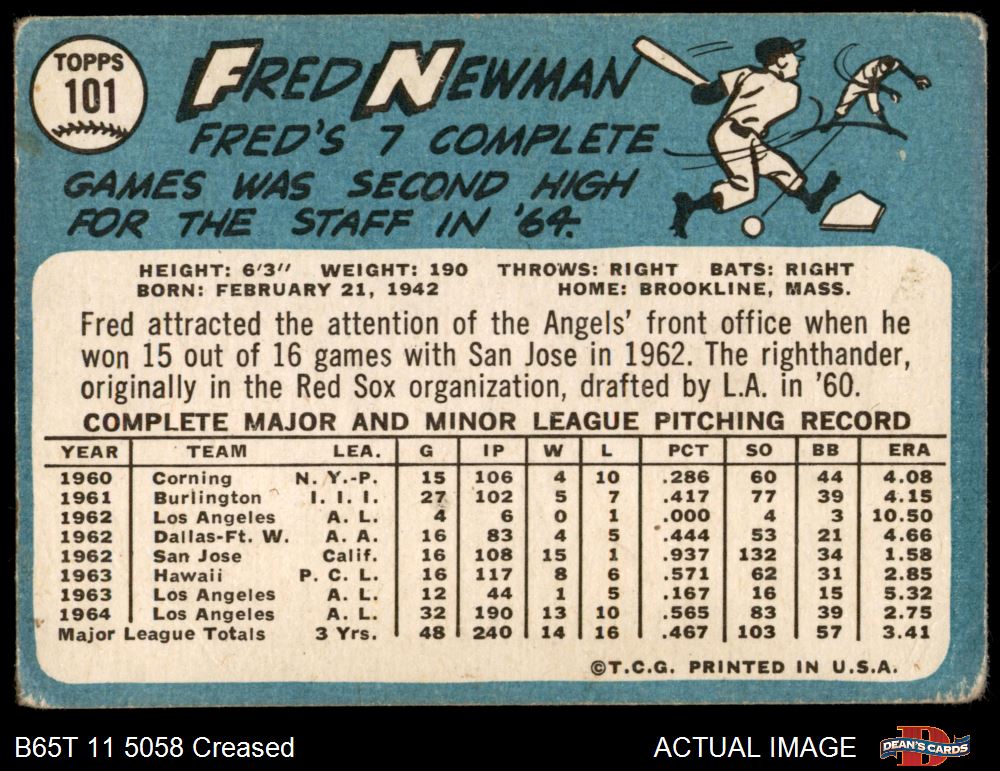 TOPPS
101
FRED NEWMAN
FRED'S 7 COMPLETE
GAMES WAS SECOND HIGH
FOR THE STAFF IN '64.
HEIGHT: 6'3" WEIGHT: 190 THROWS: RIGHT BATS: RIGHT
BORN: FEBRUARY 21, 1942 HOME: BROOKLINE, MASS.
Fred attracted the attention of the Angels' front office when he
won 15 out of 16 games with San Jose in 1962. The righthander,
originally in the Red Sox organization, drafted by L.A. in '60.
COMPLETE MAJOR AND MINOR LEAGUE PITCHING RECORD
YEAR TEAM LEA. G IP W L PCT SO BB ERA
1960 Corning N. Y.-P. 15 106 4 10 .286 60 44 4.08
1961 Burlington I. I. I. 27 102 5 7 .417 77 39 4.15
1962 Los Angeles A. L. 4 6 0 1 .000 4 3 10.50
1962 Dallas-Ft. W. A. A. 16 83 4 5 .444 53 21 4.66
1962 San Jose Calif. 16 108 15 1 .937 132 34 1.58
1963 Hawaii P. C. L. 16 117 8 6 .571 62 31 2.85
1963 Los Angeles A. L. 12 44 1 5 .167 16 15 5.32
1964 Los Angeles A. L. 32 190 13 10 .565 83 39 2.75
Major League Totals 3 Yrs. 48 240 14 16 .467 103 57 3.41
©T.C.G. PRINTED IN U.S.A.
B65T 11 5058 Creased
ACTUAL IMAGE
DEAN'S CARDS